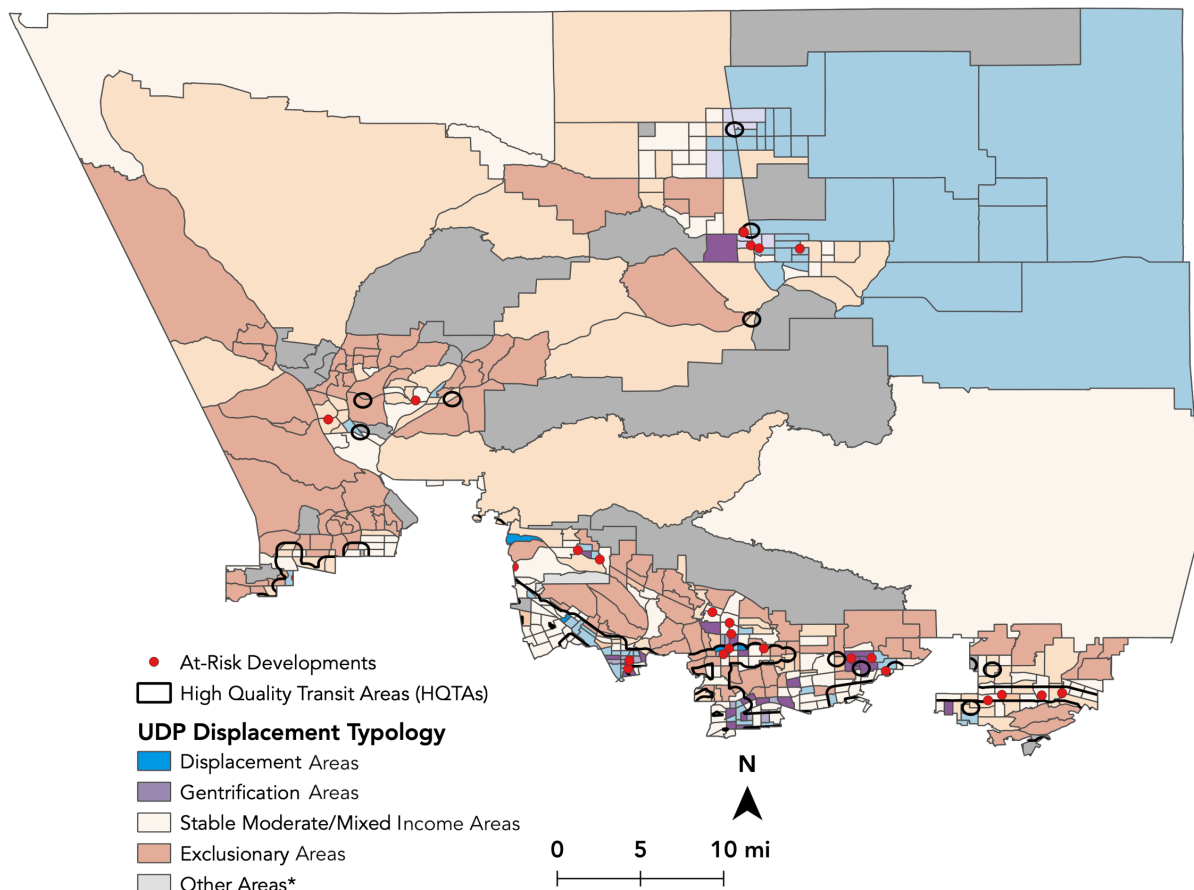 At-Risk Developments
High Quality Transit Areas (HQTAs)
UDP Displacement Typology
Displacement Areas
Gentrification Areas
Stable Moderate/Mixed Income Areas
Exclusionary Areas
Other Areas*
N
0 5 10 mi